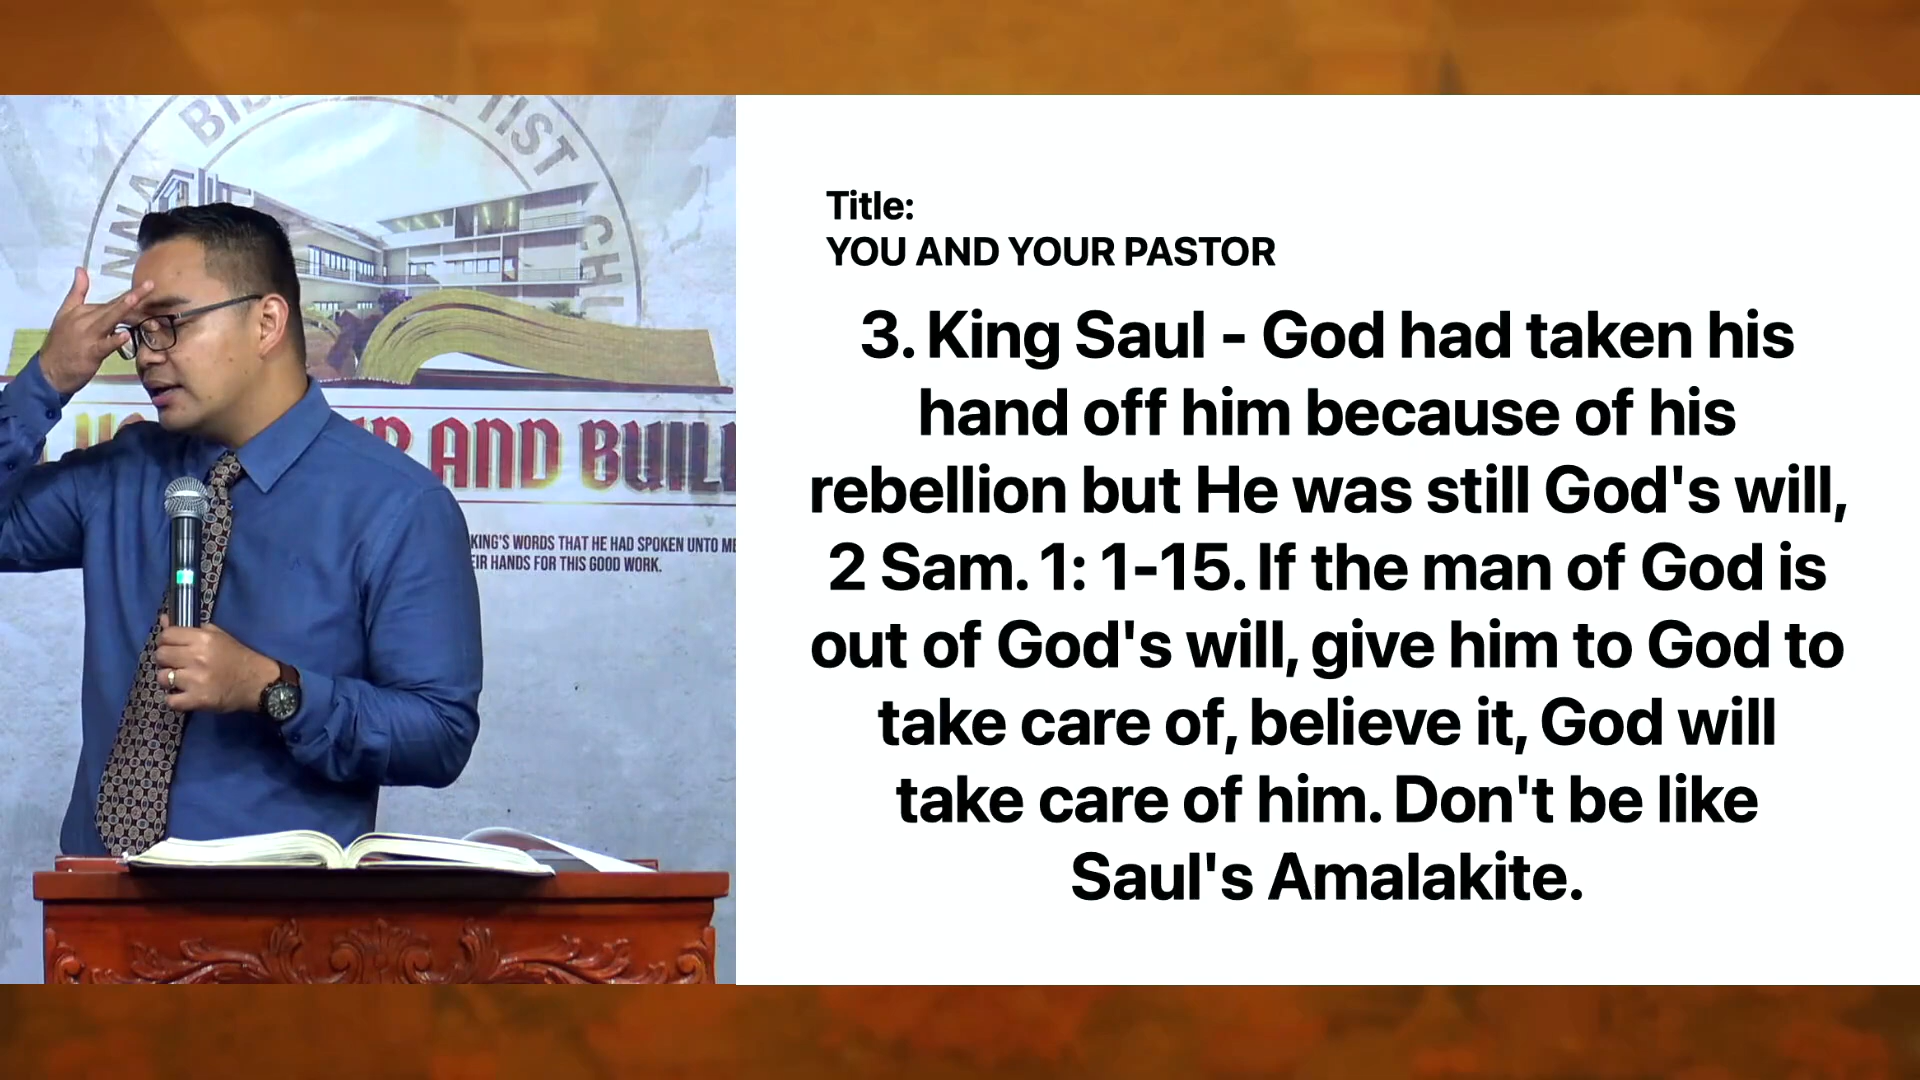 BIBLE BAPTIST
Title:
YOU AND YOUR PASTOR
3. King Saul - God had taken his
hand off him because of his
rebellion but He was still God's will,
2 Sam. 1: 1-15. If the man of God is
out of God's will, give him to God to
take care of, believe it, God will
take care of him. Don't be like
Saul's Amalakite.
AND BUIL
KING'S WORDS THAT HE HAD SPOKEN UNTO ME
HANDS FOR THIS GOOD WORK.